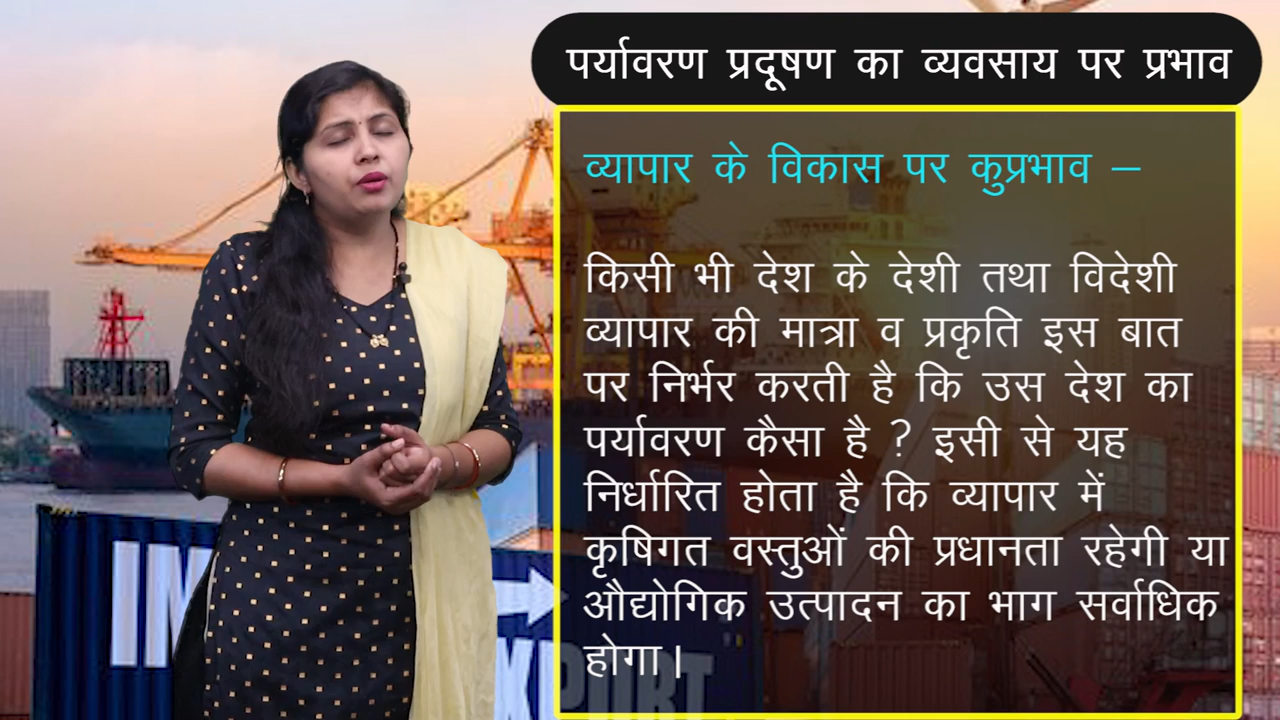 पर्यावरण प्रदूषण का व्यवसाय पर प्रभाव
व्यापार के विकास पर कुप्रभाव –
किसी भी देश के देशी तथा विदेशी
व्यापार की मात्रा व प्रकृति इस बात
पर निर्भर करती है कि उस देश का
पर्यावरण कैसा है ? इसी से यह
निर्धारित होता है कि व्यापार में
कृषिगत वस्तुओं की प्रधानता रहेगी या
औद्योगिक उत्पादन का भाग सर्वाधिक
होगा।